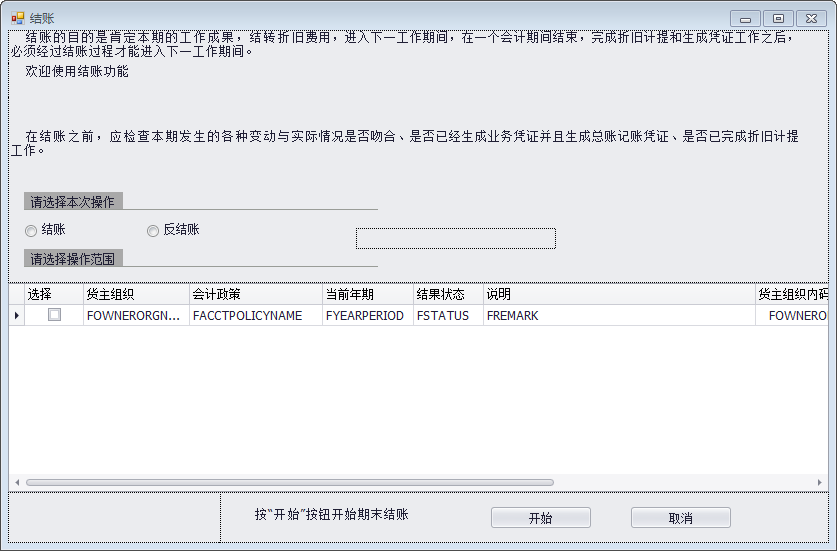 结账
结账的目的是肯定本期的工作成果，结转折旧费用，进入下一工作期间，在一个会计期间结束，完成折旧计提和生成凭证工作之后，
必须经过结账过程才能进入下一工作期间。
欢迎使用结账功能
在结账之前，应检查本期发生的各种变动与实际情况是否吻合、是否已经生成业务凭证并且生成总账记账凭证、是否已完成折旧计提
工作。
请选择本次操作
结账 反结账
请选择操作范围
选择 货主组织 会计政策 当前年期 结果状态 说明 货主组织内码
FOWNERORGN... FACCTPOLICYNAME FYEARPERIOD FSTATUS FREMARK FOWNEROR
按“开始”按钮开始期末结账 开始 取消